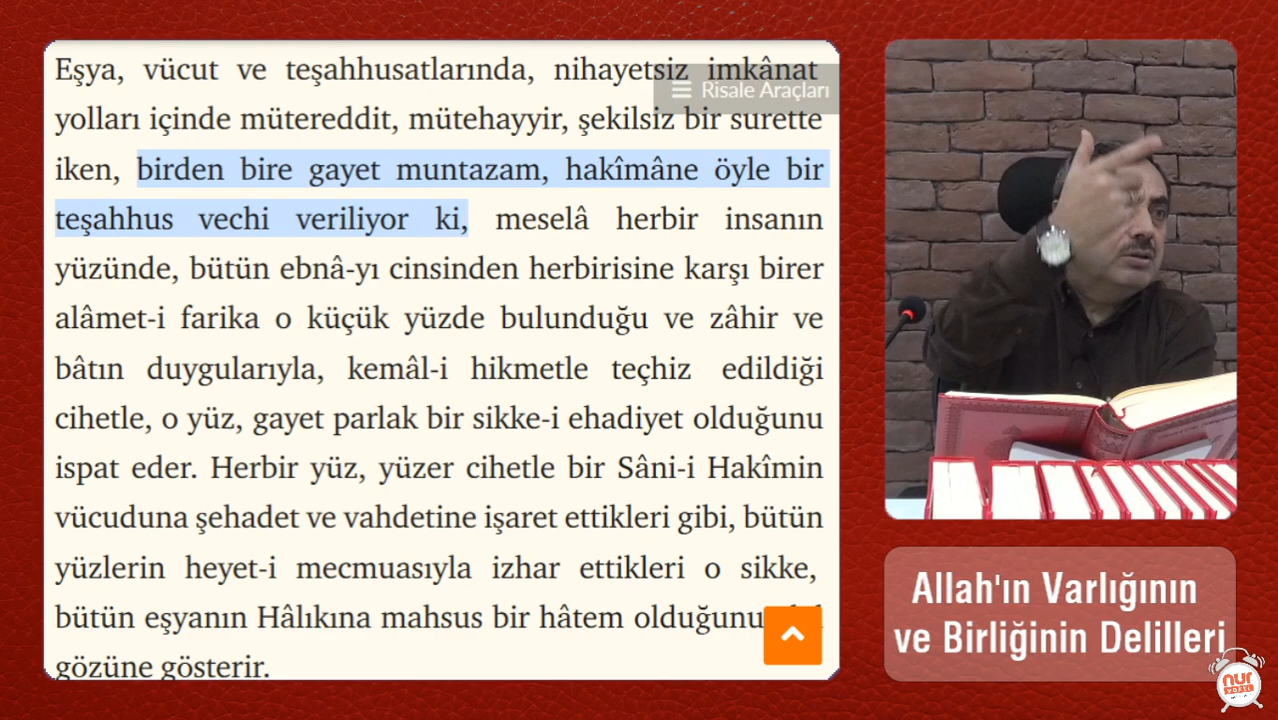 Eşya, vücut ve teşahhusatlarında, nihayetsiz imkânat
Risale Araçları
yolları içinde mütereddit, mütehayyir, şekilsiz bir surette
iken, birden bire gayet muntazam, hakîmâne öyle bir
teşahhus vechi veriliyor ki, meselâ herbir insanın
yüzünde, bütün ebnâ-yı cinsinden herbirisine karşı birer
alâmet-i farika o küçük yüzde bulunduğu ve zâhir ve
bâtın duygularıyla, kemâl-i hikmetle teçhiz edildiği
cihetle, o yüz, gayet parlak bir sikke-i ehadiyet olduğunu
ispat eder. Herbir yüz, yüzer cihetle bir Sâni-i Hakîmin
vücuduna şehadet ve vahdetine işaret ettikleri gibi, bütün
yüzlerin heyet-i mecmuasıyla izhar ettikleri o sikke,
bütün eşyanın Hâlıkına mahsus bir hâtem olduğunu
gözüne gösterir.
Allah'ın Varlığının
ve Birliğinin Delilleri
nur